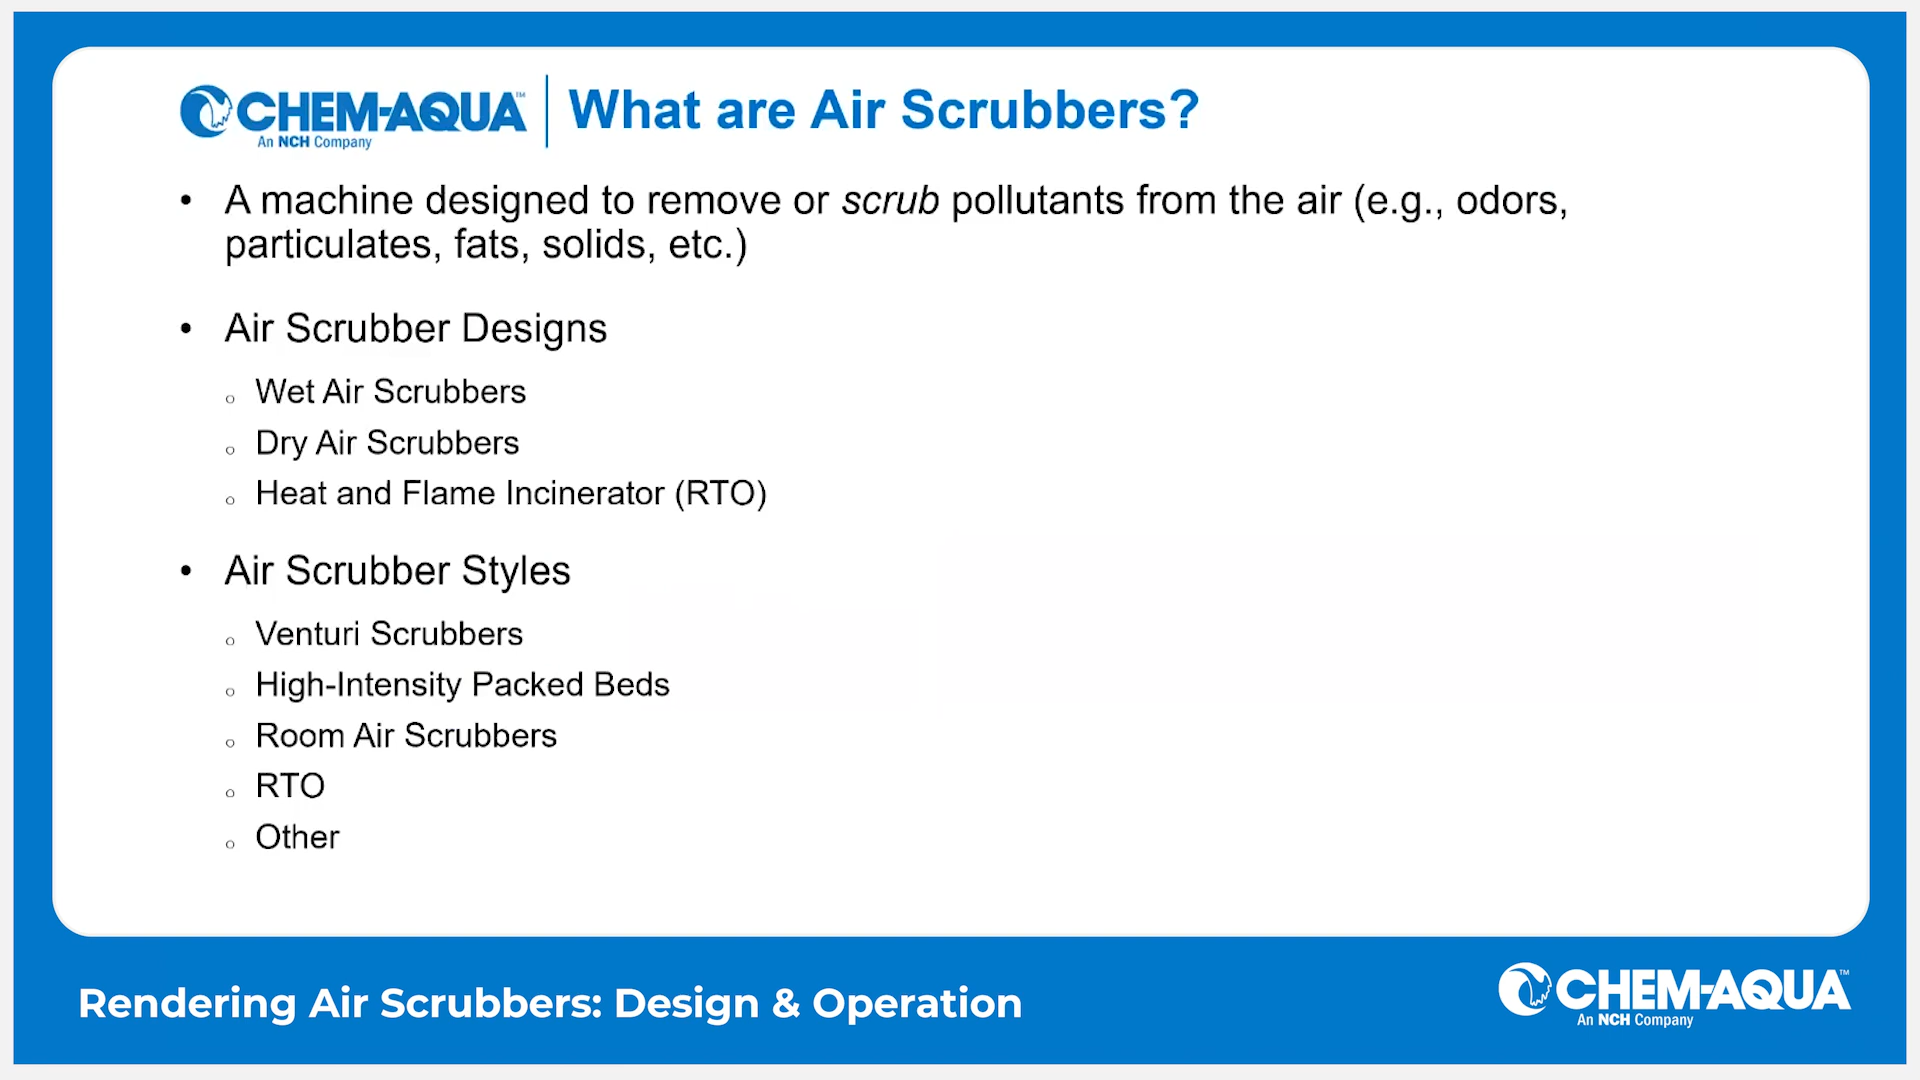 CHEM-AQUA™
An NCH Company
What are Air Scrubbers?
• A machine designed to remove or scrub pollutants from the air (e.g., odors,
particulates, fats, solids, etc.)
• Air Scrubber Designs
o Wet Air Scrubbers
o Dry Air Scrubbers
o Heat and Flame Incinerator (RTO)
• Air Scrubber Styles
o Venturi Scrubbers
o High-Intensity Packed Beds
o Room Air Scrubbers
o RTO
o Other
Rendering Air Scrubbers: Design & Operation
CHEM-AQUA™
An NCH Company